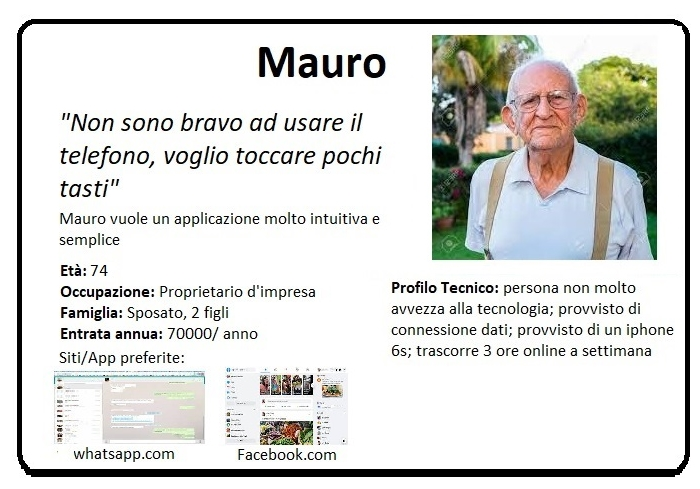 Mauro
"Non sono bravo ad usare il
telefono, voglio toccare pochi
tasti"
Mauro vuole un applicazione molto intuitiva e
semplice
Età: 74
Occupazione: Proprietario d'impresa
Famiglia: Sposato, 2 figli
Entrata annua: 70000/ anno
Siti/App preferite:
whatsapp.com
Facebook.com
Profilo Tecnico: persona non molto
avvezza alla tecnologia; provvisto di
connessione dati; provvisto di un iphone
6s; trascorre 3 ore online a settimana